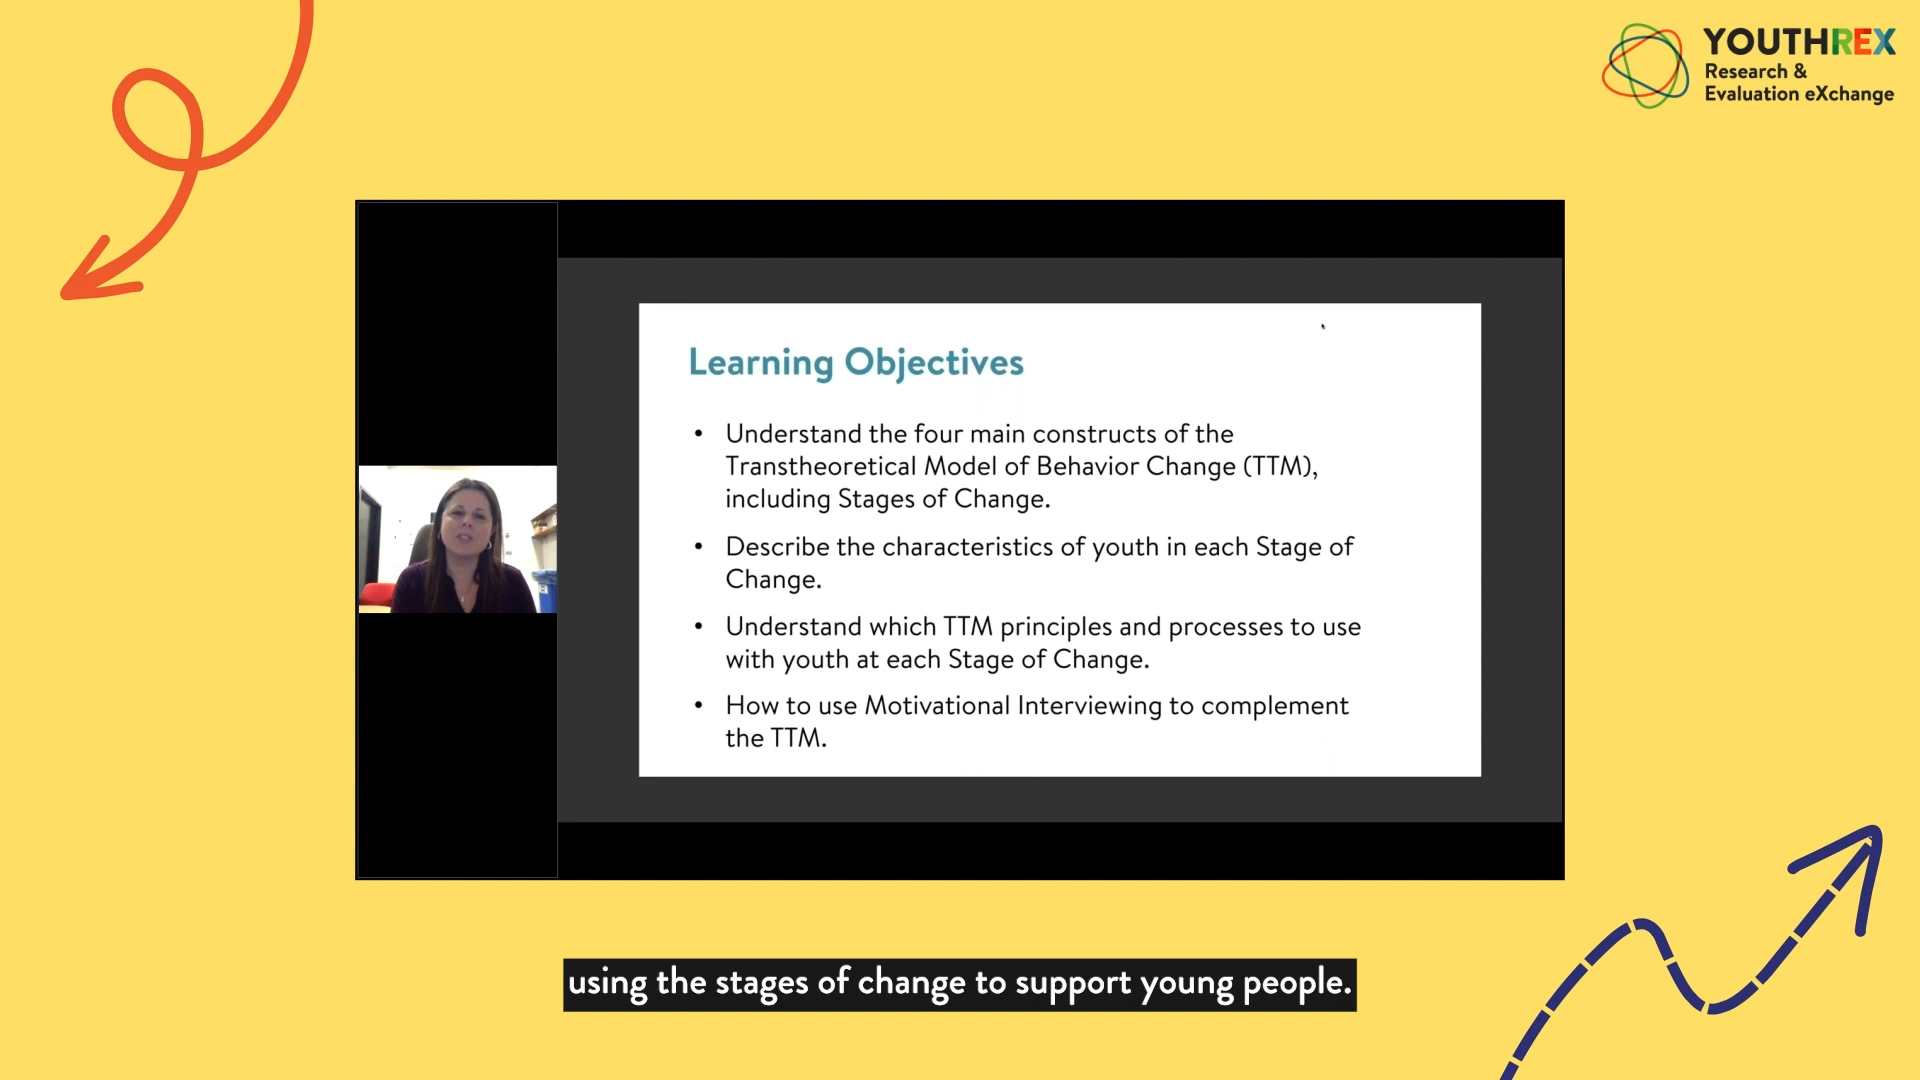 YOUTHREX
Research &
Evaluation eXchange
Learning Objectives
• Understand the four main constructs of the
Transtheoretical Model of Behavior Change (TTM),
including Stages of Change.
• Describe the characteristics of youth in each Stage of
Change.
• Understand which TTM principles and processes to use
with youth at each Stage of Change.
• How to use Motivational Interviewing to complement
the TTM.
using the stages of change to support young people.